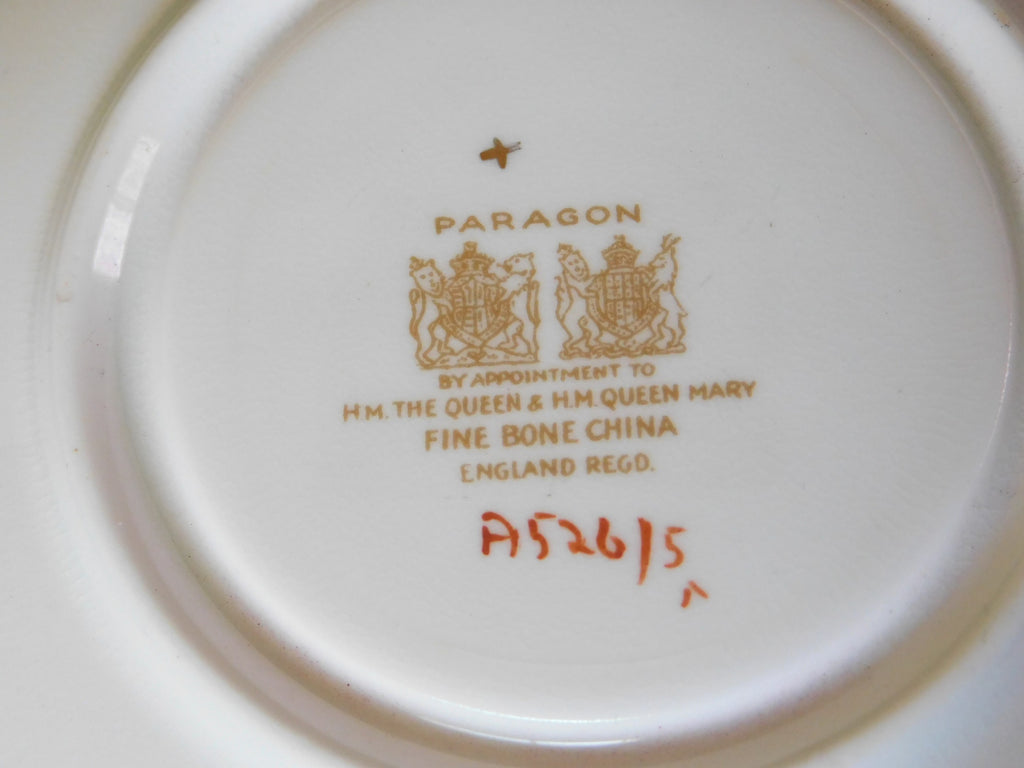 PARAGON
BY APPOINTMENT TO
H.M. THE QUEEN & H.M. QUEEN MARY
FINE BONE CHINA
ENGLAND REGD.
A526/5